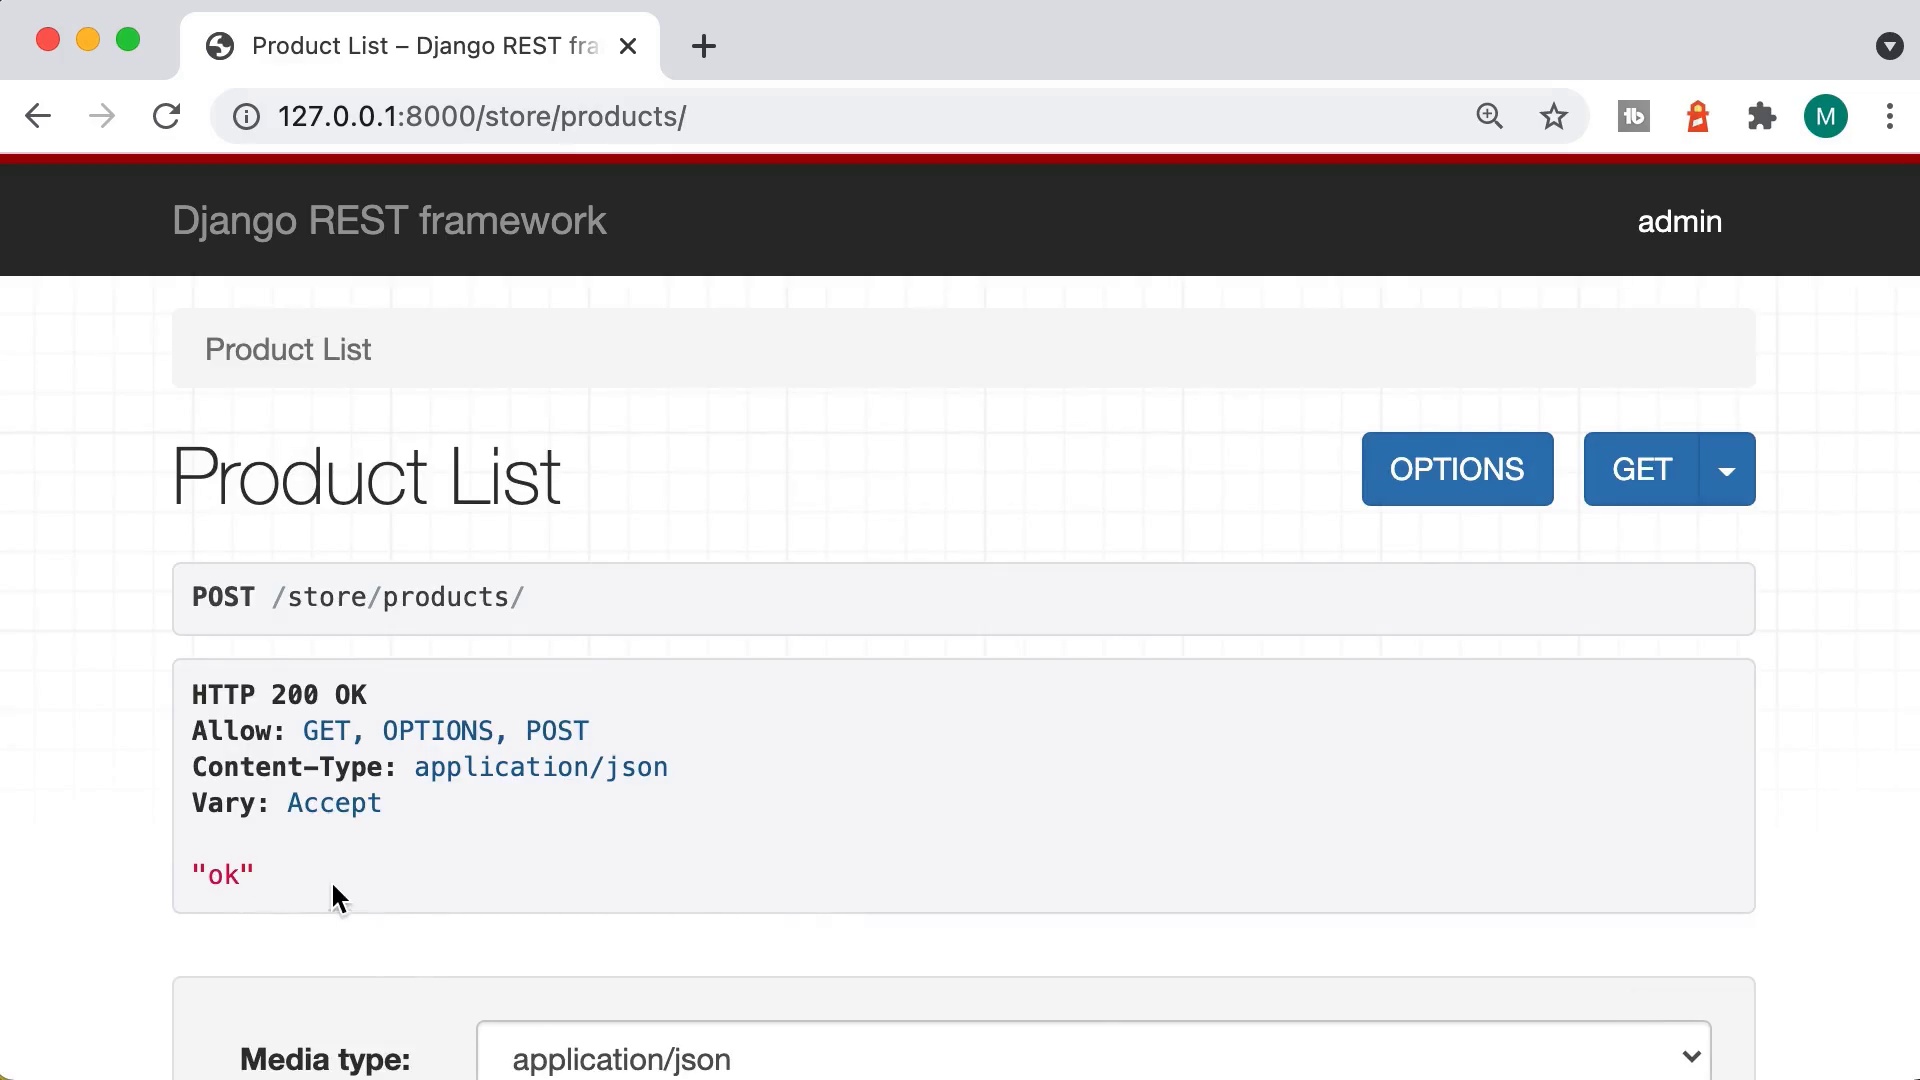 Product List – Django REST fra
127.0.0.1:8000/store/products/
M
Django REST framework
admin
Product List
Product List
OPTIONS
GET
POST /store/products/
HTTP 200 OK
Allow: GET, OPTIONS, POST
Content-Type: application/json
Vary: Accept
"ok"
Media type:
application/json